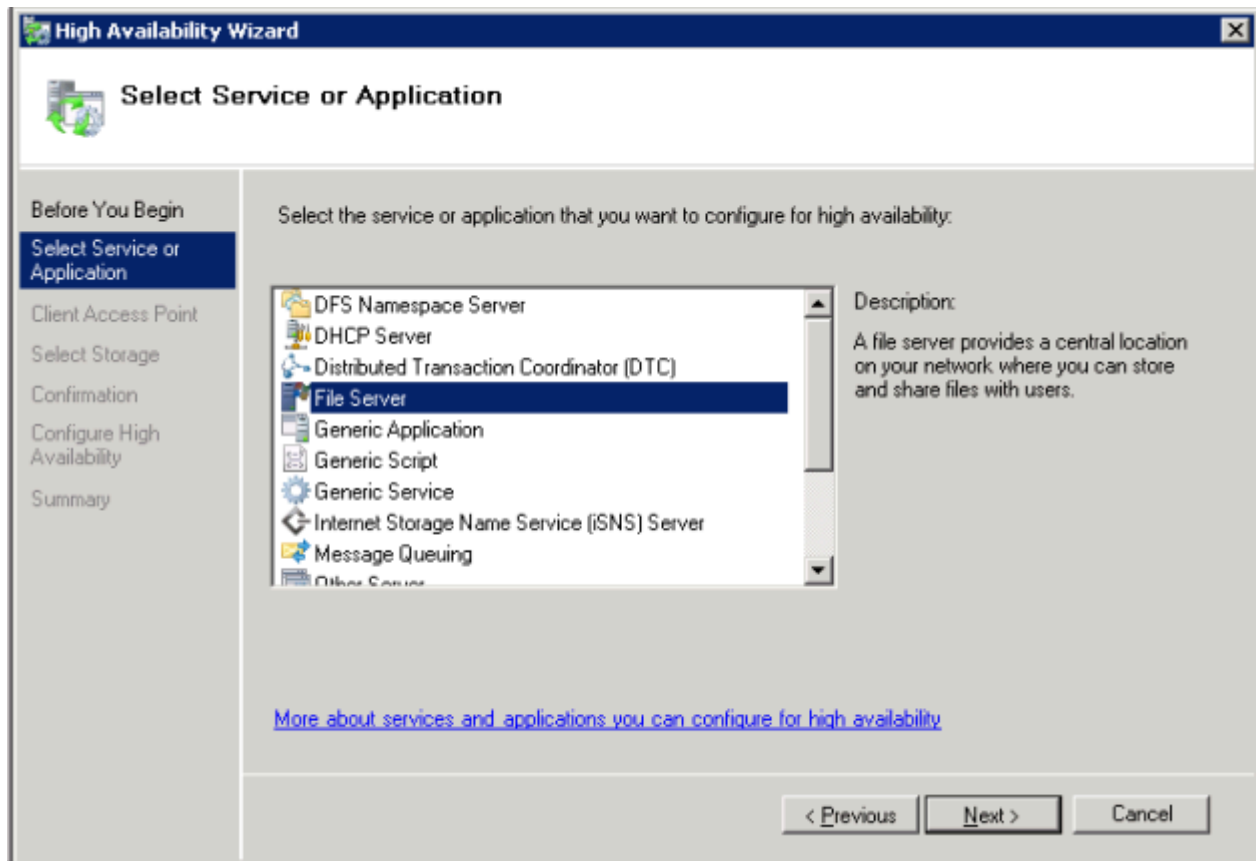 High Availability Wizard
Select Service or Application
Before You Begin
Select Service or
Application
Client Access Point
Select Storage
Confirmation
Configure High
Availability
Summary
Select the service or application that you want to configure for high availability:
DFS Namespace Server
DHCP Server
Distributed Transaction Coordinator (DTC)
File Server
Generic Application
Generic Script
Generic Service
Internet Storage Name Service (iSNS) Server
Message Queuing
Other Server
Description:
A file server provides a central location
on your network where you can store
and share files with users.
More about services and applications you can configure for high availability
< Previous
Next >
Cancel